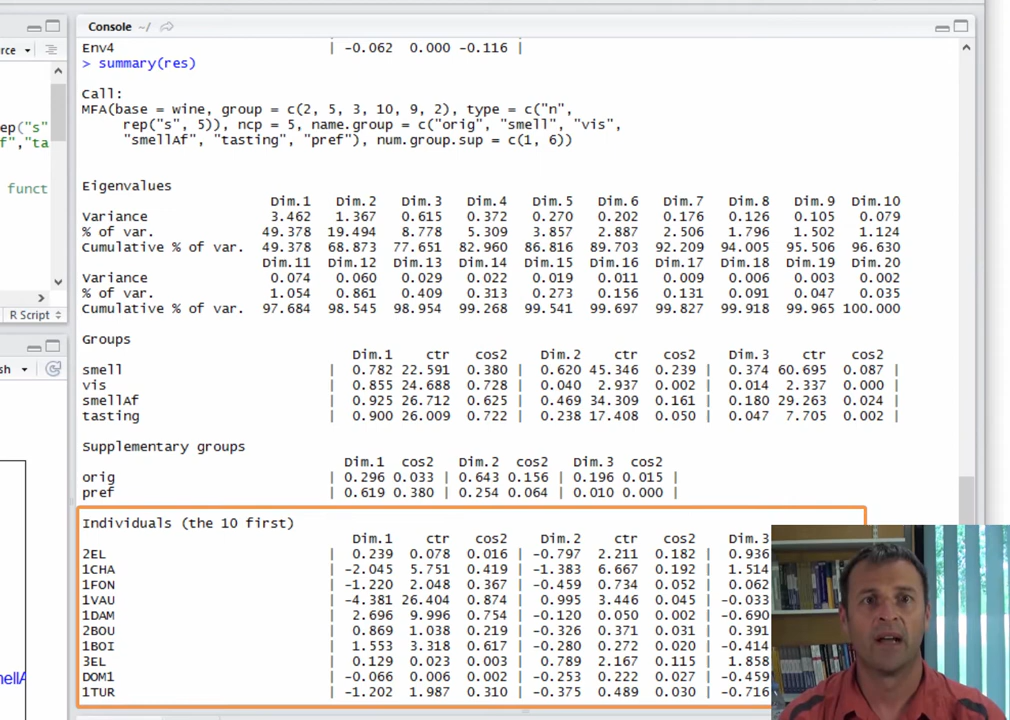 Console ~/
rce
Env4 | -0.062 0.000 -0.116 |
> summary(res)
Call:
MFA(base = wine, group = c(2, 5, 3, 10, 9, 2), type = c("n",
rep("s", 5)), ncp = 5, name.group = c("orig", "smell", "vis",
"smellAf", "tasting", "pref"), num.group.sup = c(1, 6))
ep("s"
f","ta
funct
Eigenvalues
Dim.1 Dim.2 Dim.3 Dim.4 Dim.5 Dim.6 Dim.7 Dim.8 Dim.9 Dim.10
Variance 3.462 1.367 0.615 0.372 0.270 0.202 0.176 0.126 0.105 0.079
% of var. 49.378 19.494 8.778 5.309 3.857 2.887 2.506 1.796 1.502 1.124
Cumulative % of var. 49.378 68.873 77.651 82.960 86.816 89.703 92.209 94.005 95.506 96.630
Dim.11 Dim.12 Dim.13 Dim.14 Dim.15 Dim.16 Dim.17 Dim.18 Dim.19 Dim.20
Variance 0.074 0.060 0.029 0.022 0.019 0.011 0.009 0.006 0.003 0.002
% of var. 1.054 0.861 0.409 0.313 0.273 0.156 0.131 0.091 0.047 0.035
Cumulative % of var. 97.684 98.545 98.954 99.268 99.541 99.697 99.827 99.918 99.965 100.000
R Script
Groups
Dim.1 ctr cos2 Dim.2 ctr cos2 Dim.3 ctr cos2
smell | 0.782 22.591 0.380 | 0.620 45.346 0.239 | 0.374 60.695 0.087 |
vis | 0.855 24.688 0.728 | 0.040 2.937 0.002 | 0.014 2.337 0.000 |
smellAf | 0.925 26.712 0.625 | 0.469 34.309 0.161 | 0.180 29.263 0.024 |
tasting | 0.900 26.009 0.722 | 0.238 17.408 0.050 | 0.047 7.705 0.002 |
sh
Supplementary groups
Dim.1 cos2 Dim.2 cos2 Dim.3 cos2
orig | 0.296 0.033 | 0.643 0.156 | 0.196 0.015 |
pref | 0.619 0.380 | 0.254 0.064 | 0.010 0.000 |
Individuals (the 10 first)
Dim.1 ctr cos2 Dim.2 ctr cos2 Dim.3
2EL | 0.239 0.078 0.016 | -0.797 2.211 0.182 | 0.936
1CHA | -2.045 5.751 0.419 | -1.383 6.667 0.192 | 1.514
1FON | -1.220 2.048 0.367 | -0.459 0.734 0.052 | 0.062
1VAU | -4.381 26.404 0.874 | 0.995 3.446 0.045 | -0.033
1DAM | 2.696 9.996 0.754 | -0.120 0.050 0.002 | -0.690
2BOU | 0.869 1.038 0.219 | -0.326 0.371 0.031 | 0.391
1BOI | 1.553 3.318 0.617 | -0.280 0.272 0.020 | -0.414
3EL | 0.129 0.023 0.003 | 0.789 2.167 0.115 | 1.858
DOM1 | -0.066 0.006 0.002 | -0.253 0.222 0.027 | -0.459
1TUR | -1.202 1.987 0.310 | -0.375 0.489 0.030 | -0.716
nellA